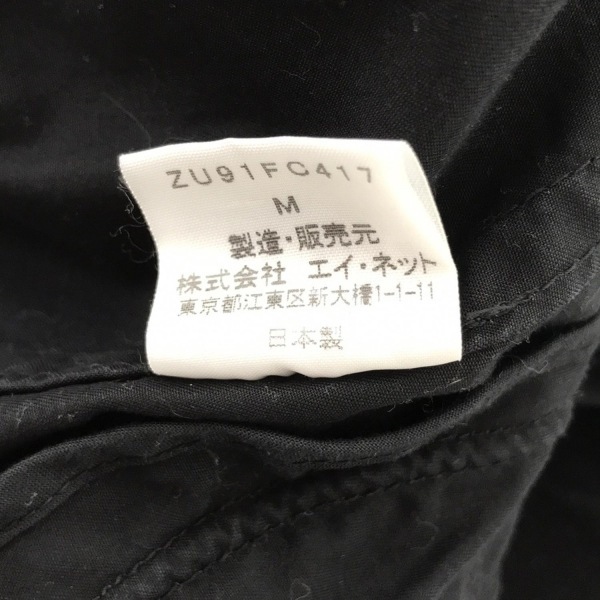 ZU91FC417
M
製造・販売元
株式会社 エイ・ネット
東京都江東区新大橋1-1-11
日本製